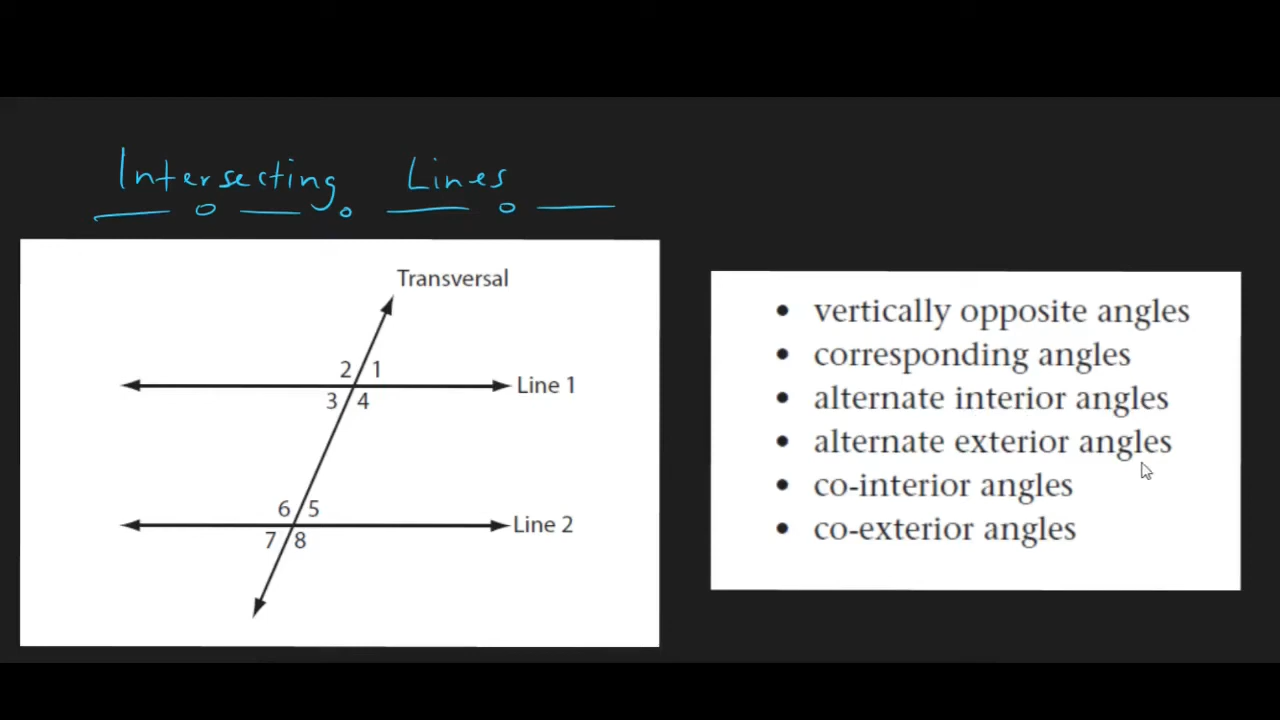 Intersecting Lines
Transversal
2 1
Line 1
3 4
6 5
Line 2
7 8
• vertically opposite angles
• corresponding angles
• alternate interior angles
• alternate exterior angles
• co-interior angles
• co-exterior angles